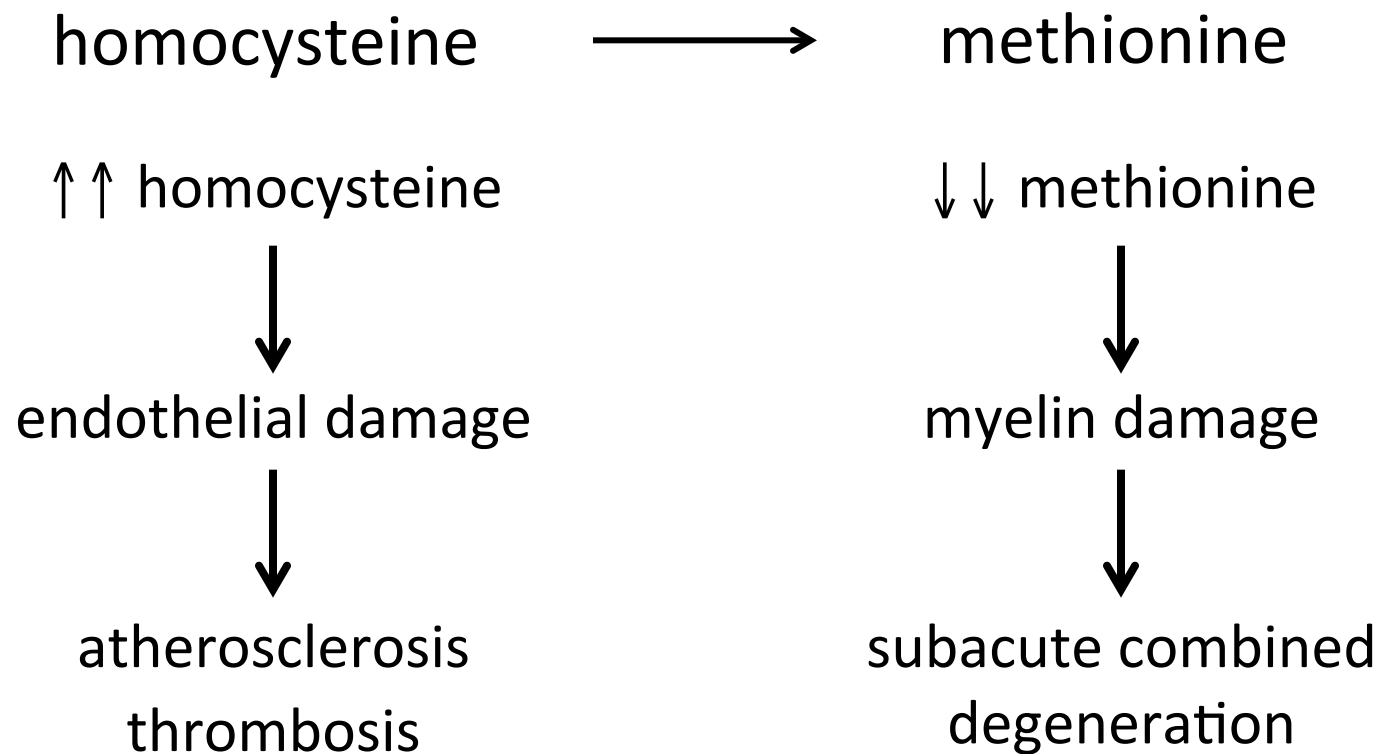 homocysteine → methionine
↑↑ homocysteine
↓↓ methionine
endothelial damage
myelin damage
atherosclerosis
thrombosis
subacute combined
degeneration